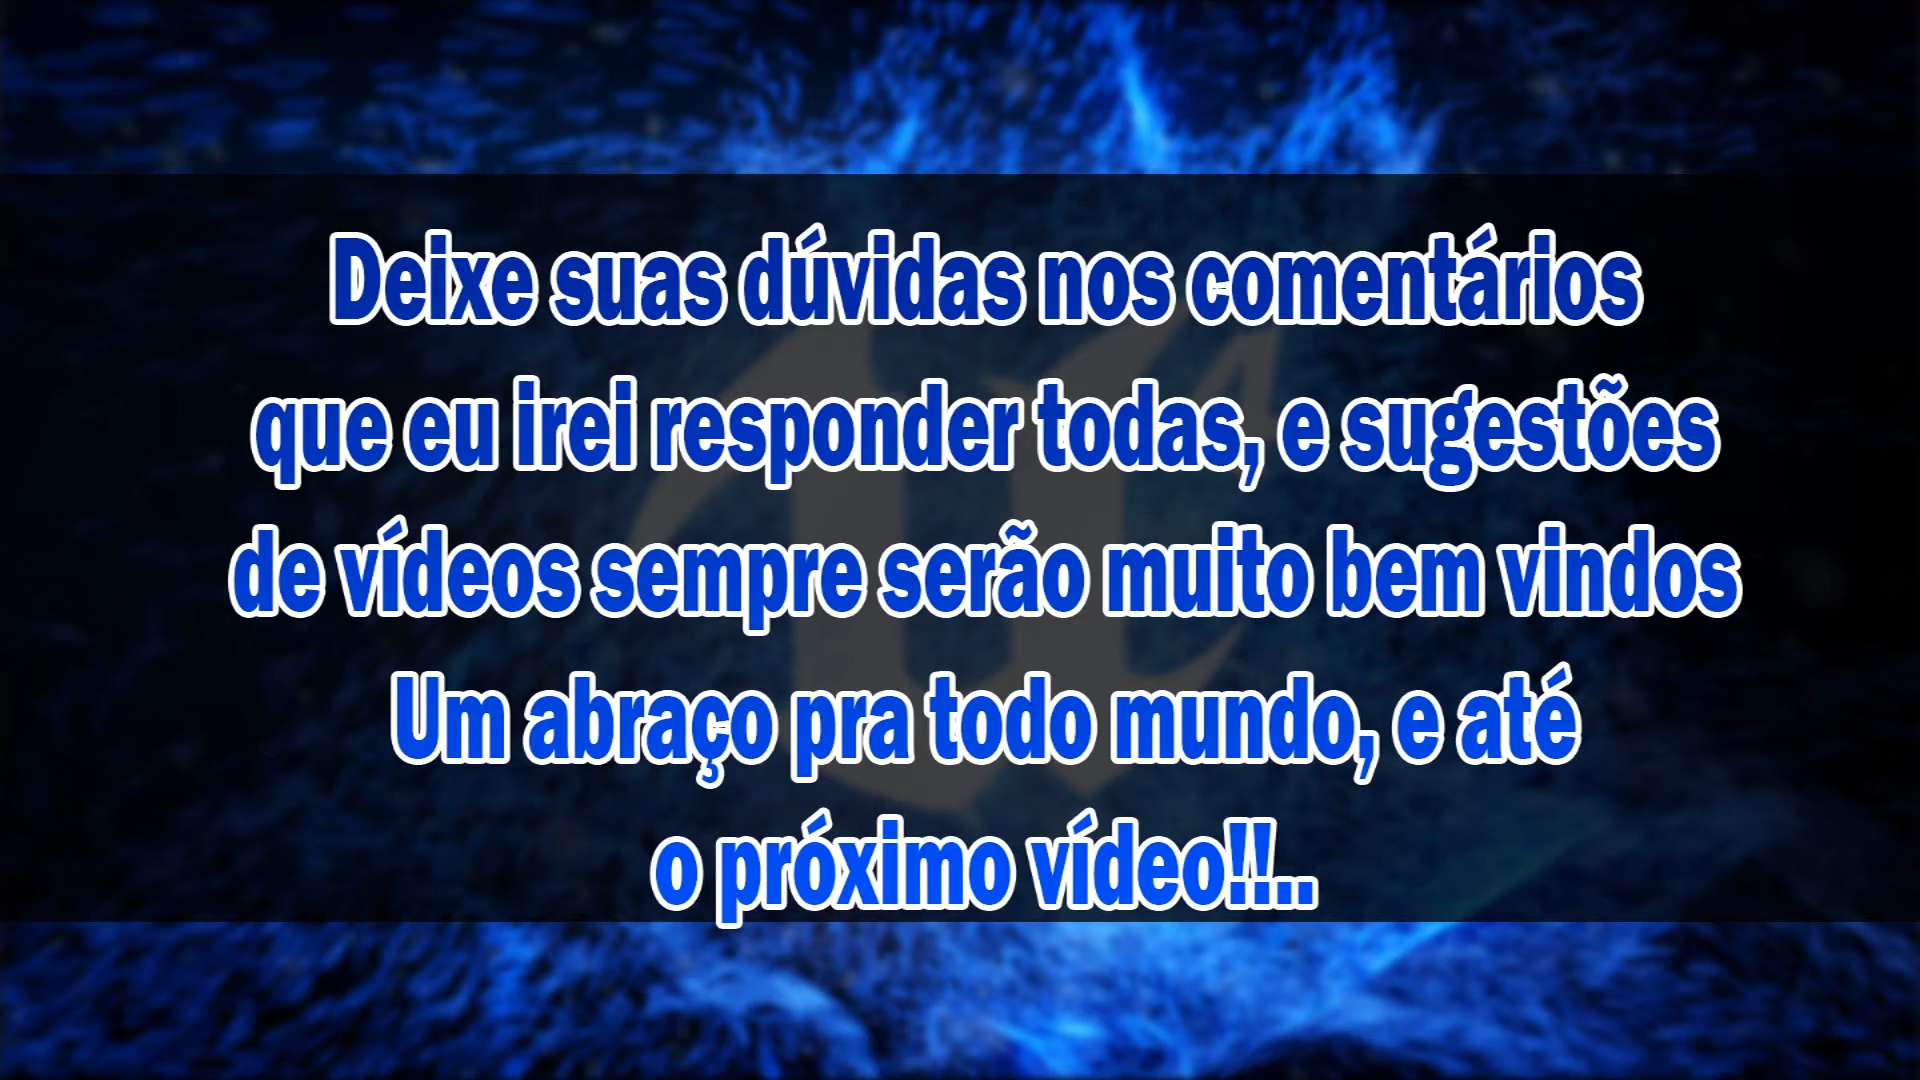 Deixe suas dúvidas nos comentários
que eu irei responder todas, e sugestões
de vídeos sempre serão muito bem vindos
Um abraço pra todo mundo, e até
o próximo vídeo!!..